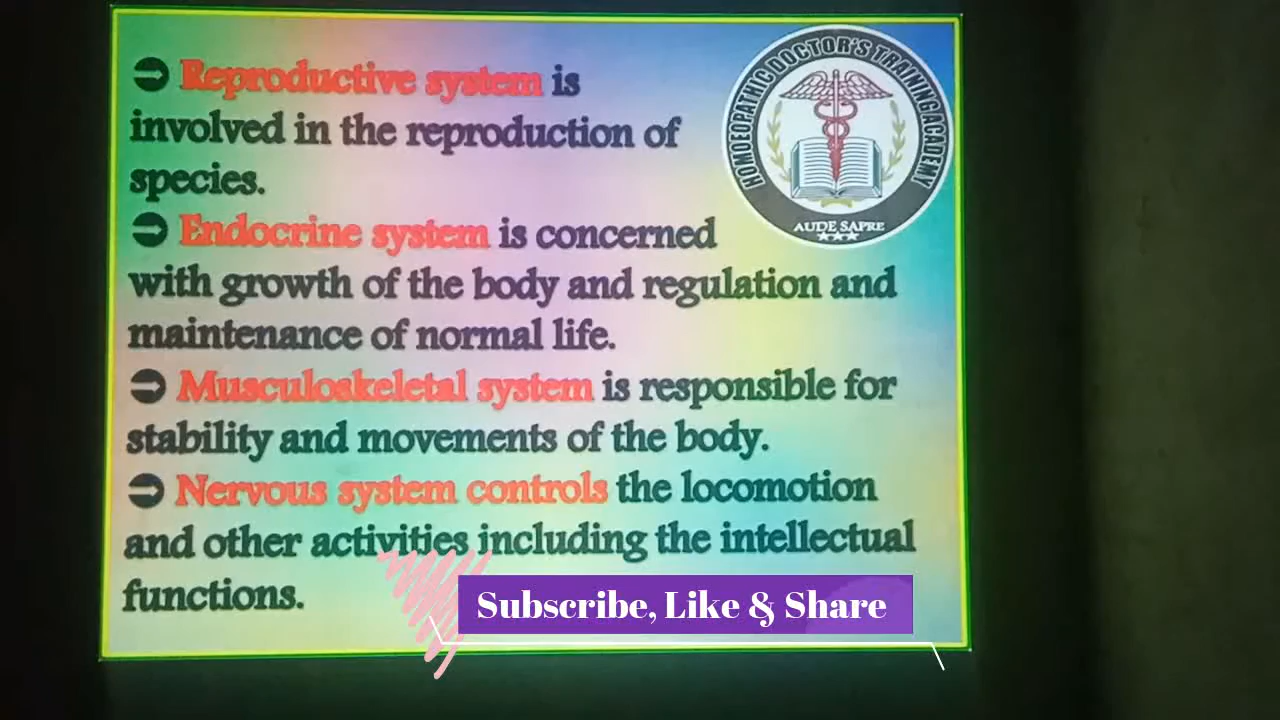 ➲ Reproductive system is
involved in the reproduction of
species.
➲ Endocrine system is concerned
with growth of the body and regulation and
maintenance of normal life.
➲ Musculoskeletal system is responsible for
stability and movements of the body.
➲ Nervous system controls the locomotion
and other activities including the intellectual
functions.
HOMOEOPATHIC DOCTOR'S TRAINING ACADEMY
AUDE SAPRE
Subscribe, Like & Share